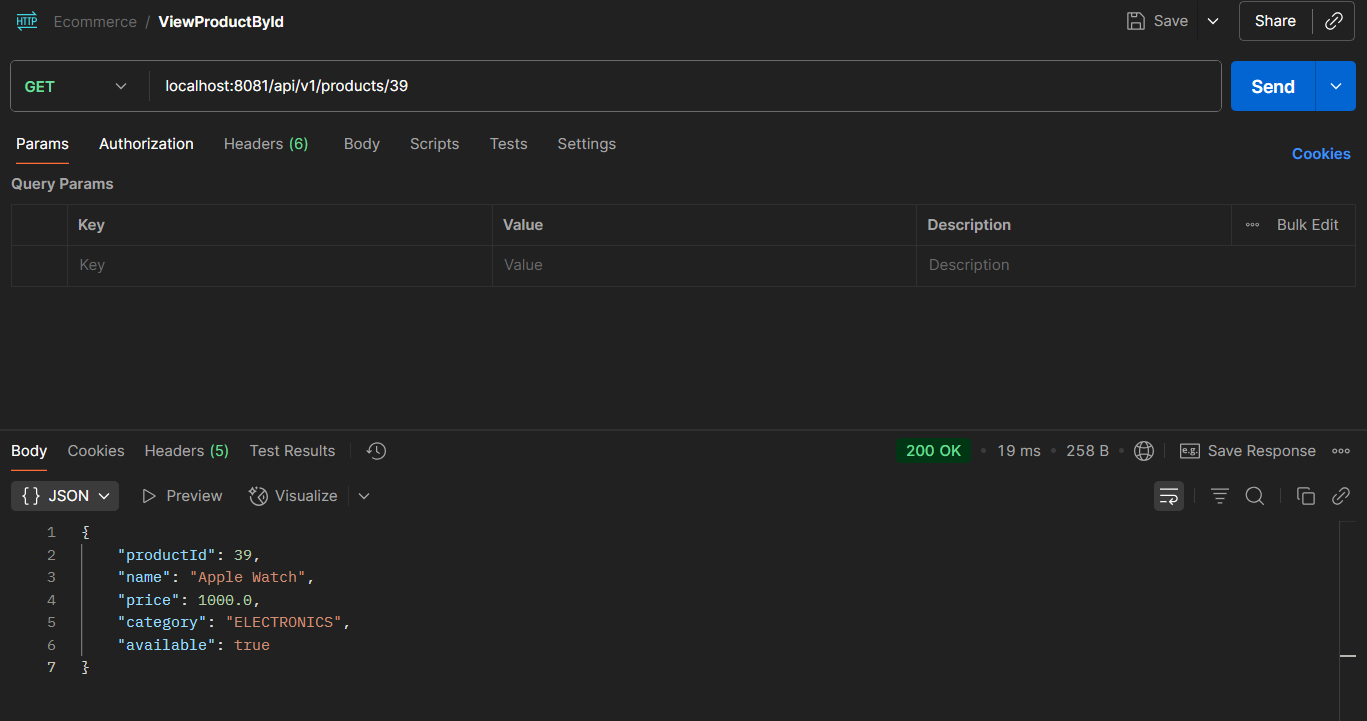 HTTP Ecommerce / ViewProductById Save Share
GET localhost:8081/api/v1/products/39 Send
Params Authorization Headers (6) Body Scripts Tests Settings Cookies
Query Params
Key Value Description Bulk Edit
Key Value Description
Body Cookies Headers (5) Test Results 200 OK • 19 ms • 258 B • e.g. Save Response
{} JSON Preview Visualize
1 {
2 "productId": 39,
3 "name": "Apple Watch",
4 "price": 1000.0,
5 "category": "ELECTRONICS",
6 "available": true
7 }